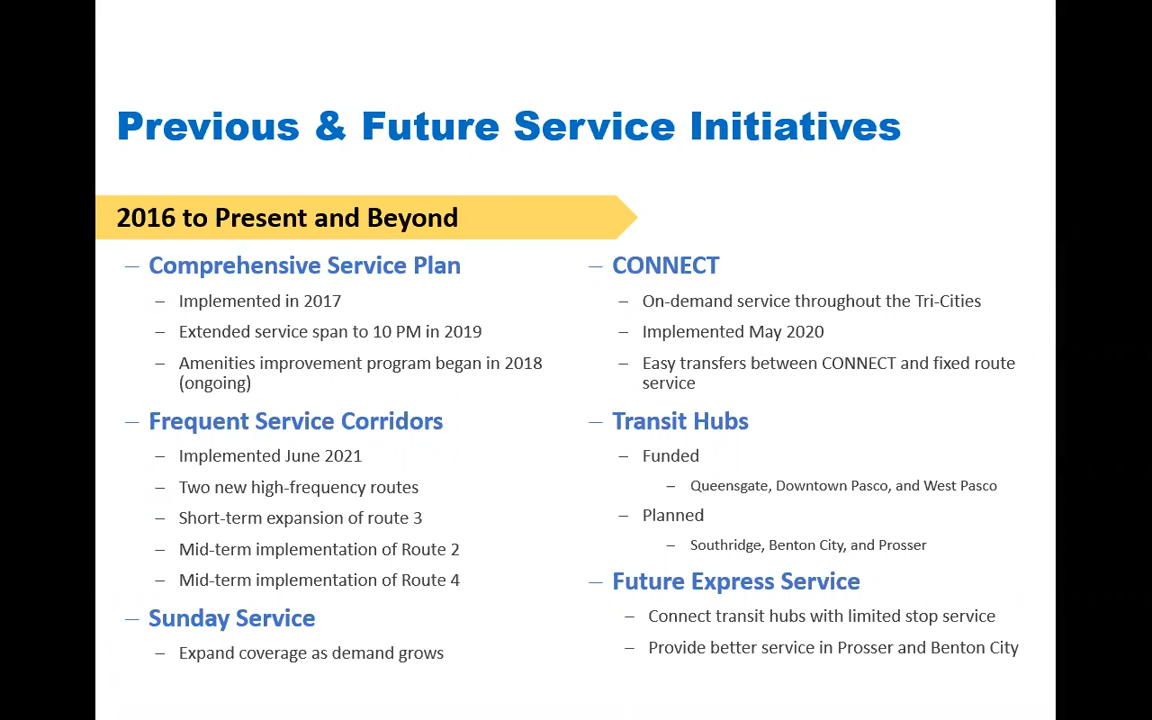 Previous & Future Service Initiatives
2016 to Present and Beyond
– Comprehensive Service Plan
– Implemented in 2017
– Extended service span to 10 PM in 2019
– Amenities improvement program began in 2018
(ongoing)
– Frequent Service Corridors
– Implemented June 2021
– Two new high-frequency routes
– Short-term expansion of route 3
– Mid-term implementation of Route 2
– Mid-term implementation of Route 4
– Sunday Service
– Expand coverage as demand grows
– CONNECT
– On-demand service throughout the Tri-Cities
– Implemented May 2020
– Easy transfers between CONNECT and fixed route
service
– Transit Hubs
– Funded
– Queensgate, Downtown Pasco, and West Pasco
– Planned
– Southridge, Benton City, and Prosser
– Future Express Service
– Connect transit hubs with limited stop service
– Provide better service in Prosser and Benton City